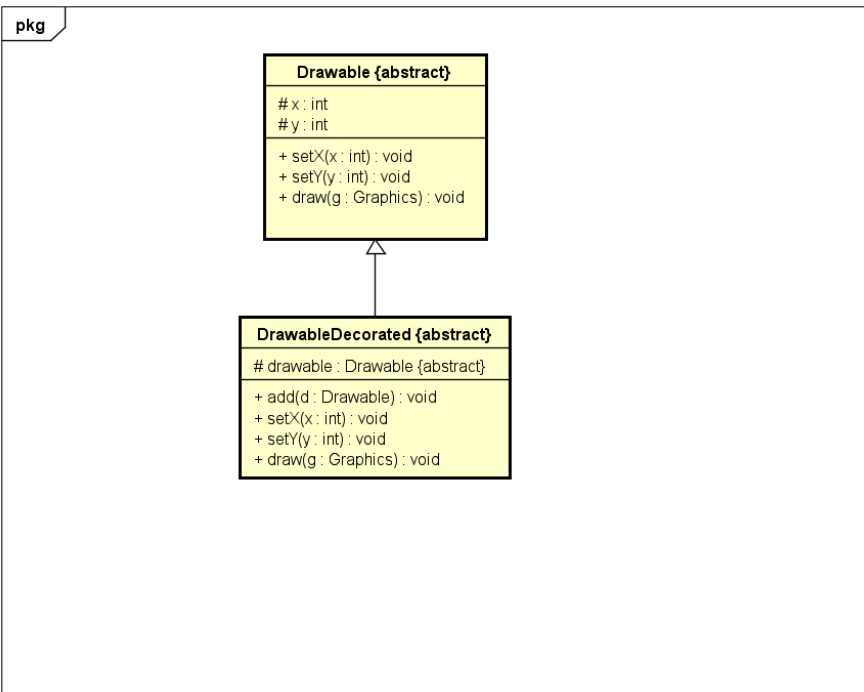 pkg
Drawable {abstract}
# x : int
# y : int
+ setX(x : int) : void
+ setY(y : int) : void
+ draw(g : Graphics) : void
DrawableDecorated {abstract}
# drawable : Drawable {abstract}
+ add(d : Drawable) : void
+ setX(x : int) : void
+ setY(y : int) : void
+ draw(g : Graphics) : void